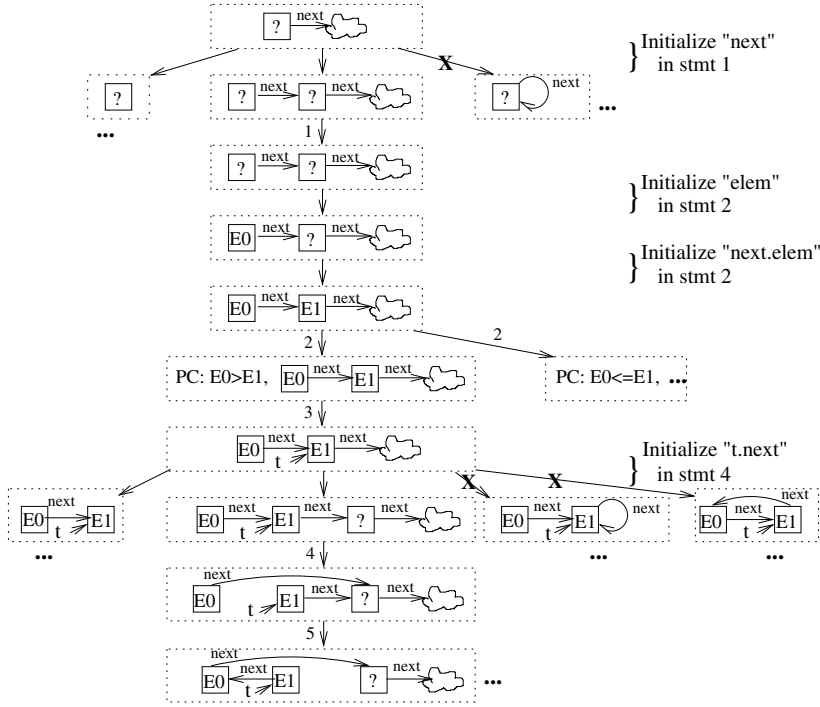 next
?
} Initialize "next"
in stmt 1
X
?
...
next
next
? ?
next
?
...
1
next
next
? ?
} Initialize "elem"
in stmt 2
next
next
E0 ?
} Initialize "next.elem"
in stmt 2
next
next
E0 E1
2
2
PC: E0>E1,
next
next
E0 E1
PC: E0<=E1, ...
3
next
next
E0 E1
t
} Initialize "t.next"
in stmt 4
X
X
next
E0 E1
t
...
next
next
next
E0 E1 ?
t
next
next
E0 E1
t
...
next
next
E0 E1
t
...
4
next
next
next
E0 E1 ?
t
5
next
next
next
E0 E1 ?
t
...